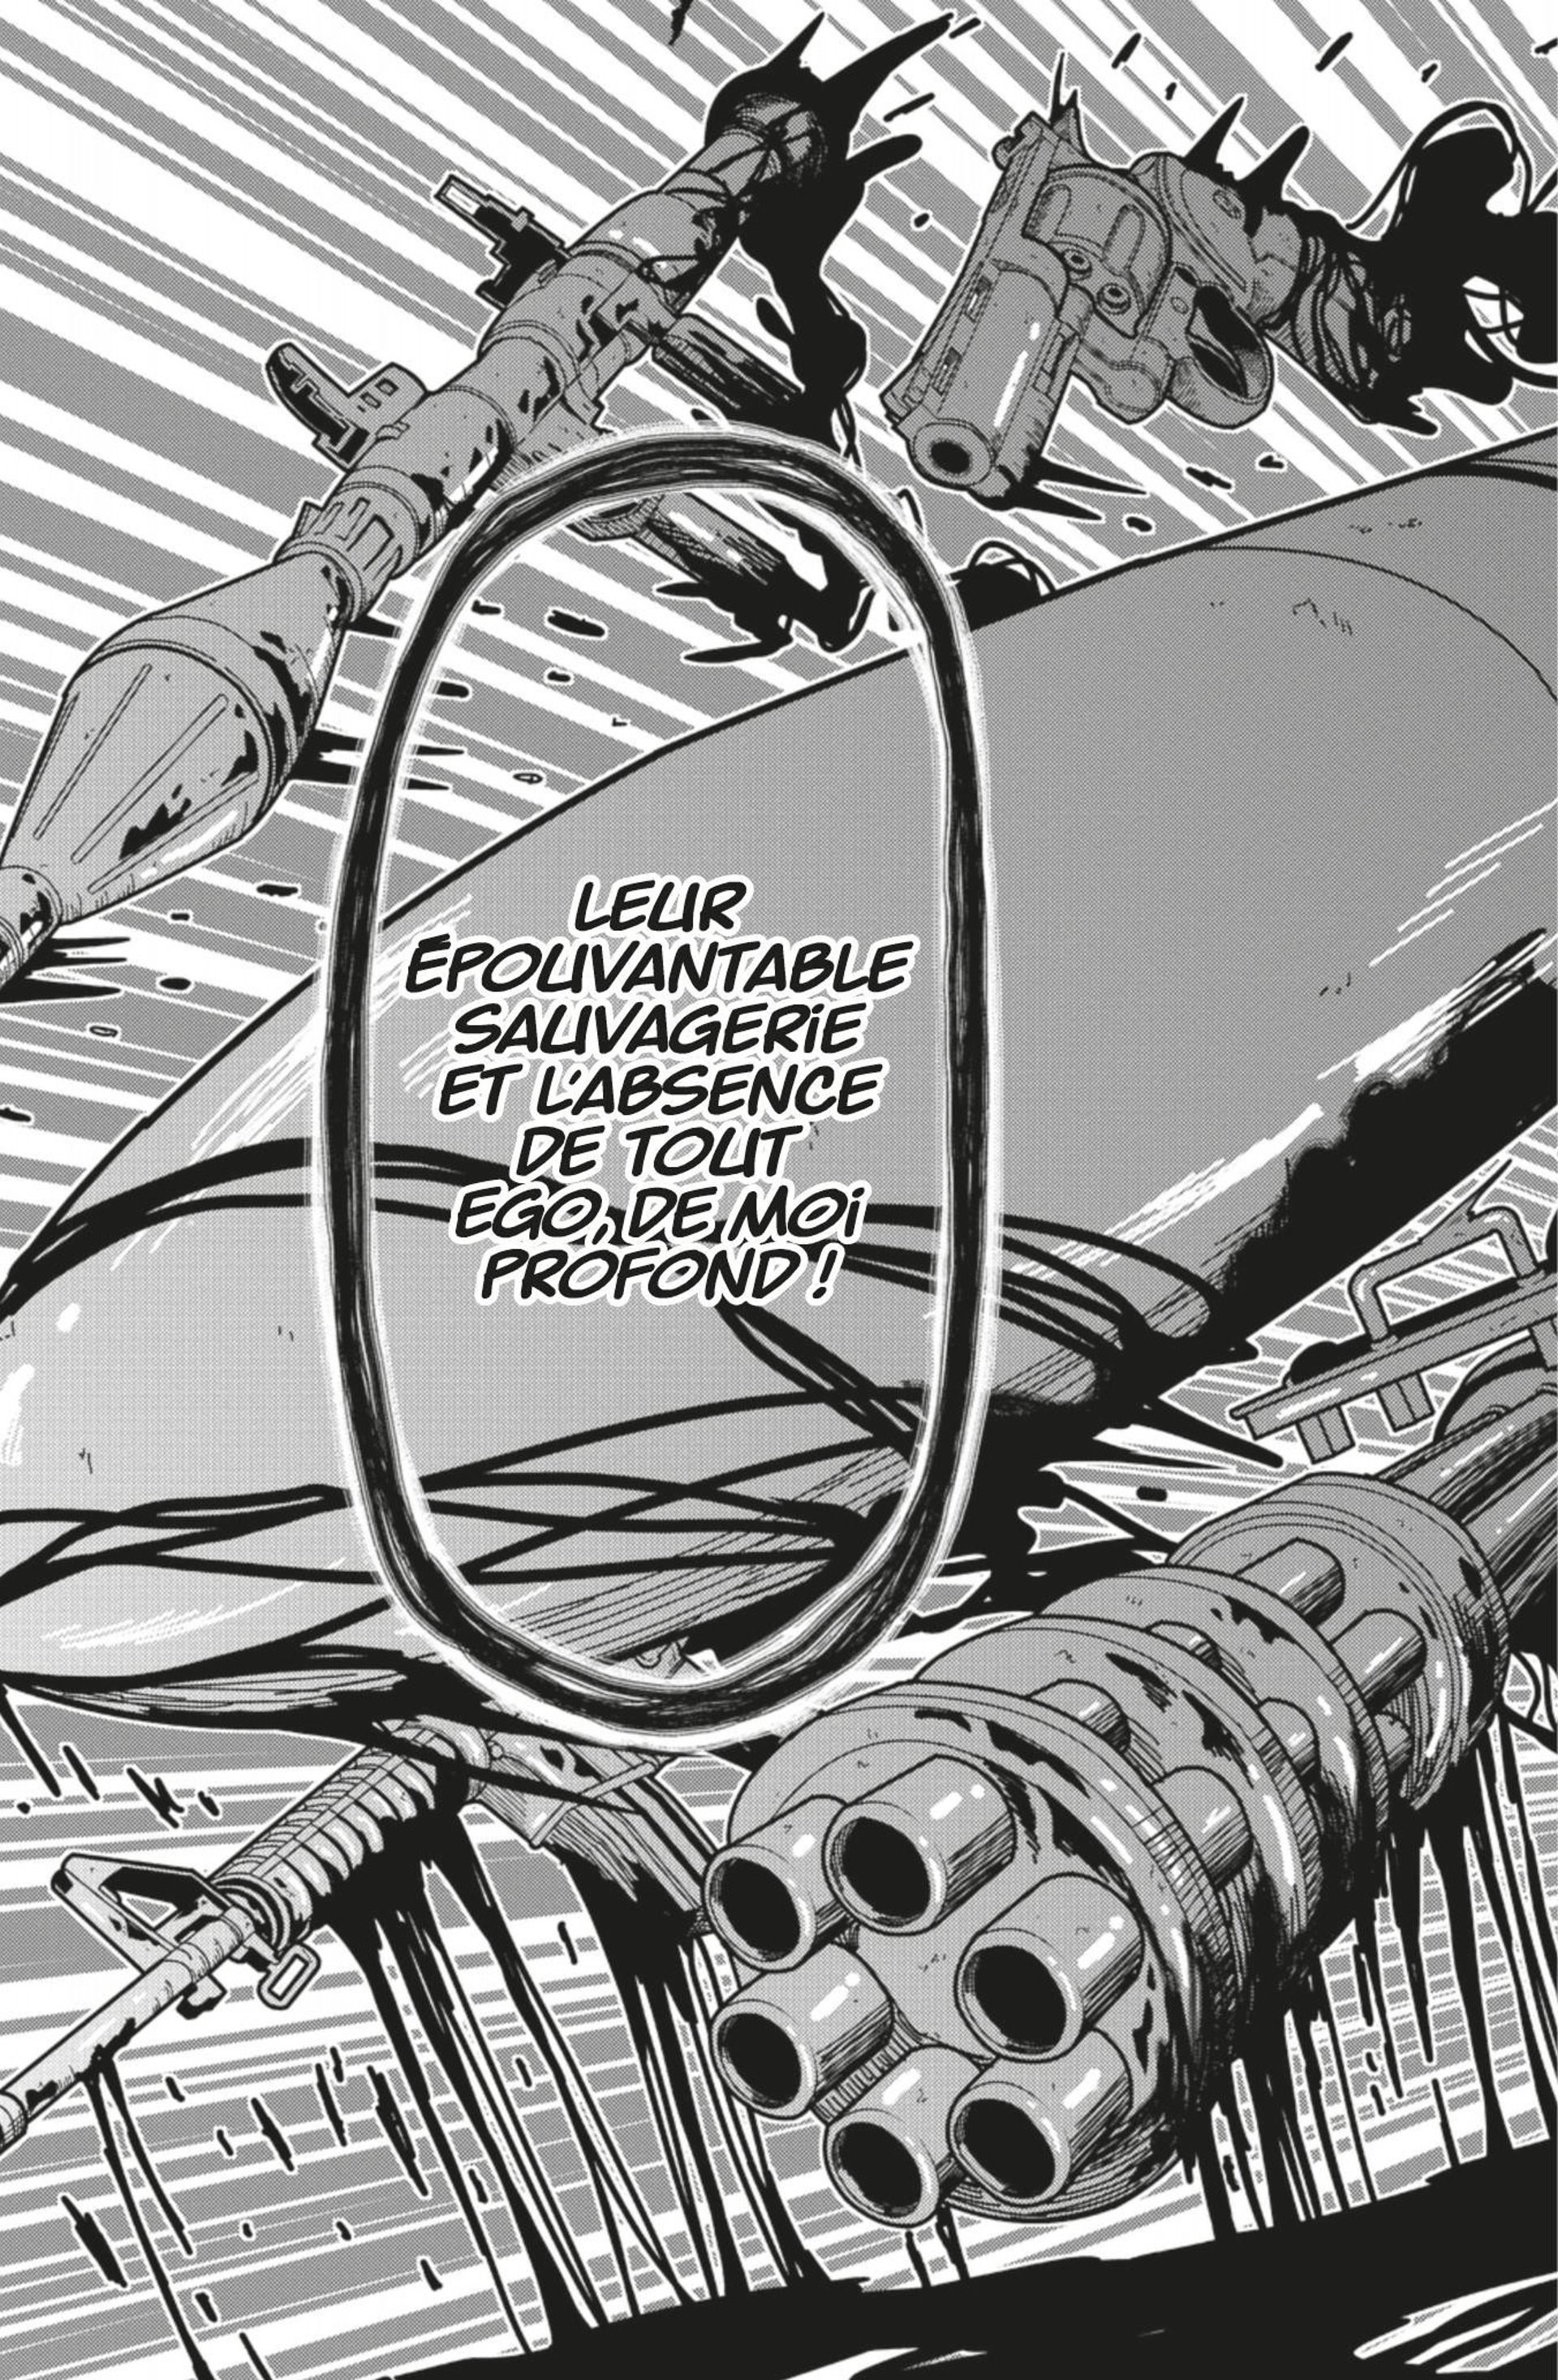 LEUR
ÉPOUVANTABLE
SAUVAGERIE
ET L'ABSENCE
DE TOUT
EGO, DE MOI
PROFOND !